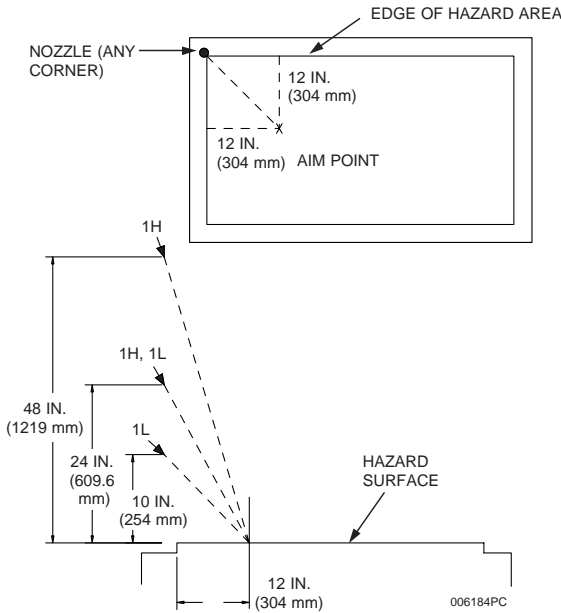 EDGE OF HAZARD AREA
NOZZLE (ANY
CORNER)
12 IN.
(304 mm)
12 IN.
(304 mm)
AIM POINT
1H
1H, 1L
48 IN.
(1219 mm)
1L
24 IN.
(609.6
mm)
10 IN.
(254 mm)
HAZARD
SURFACE
12 IN.
(304 mm)
006184PC